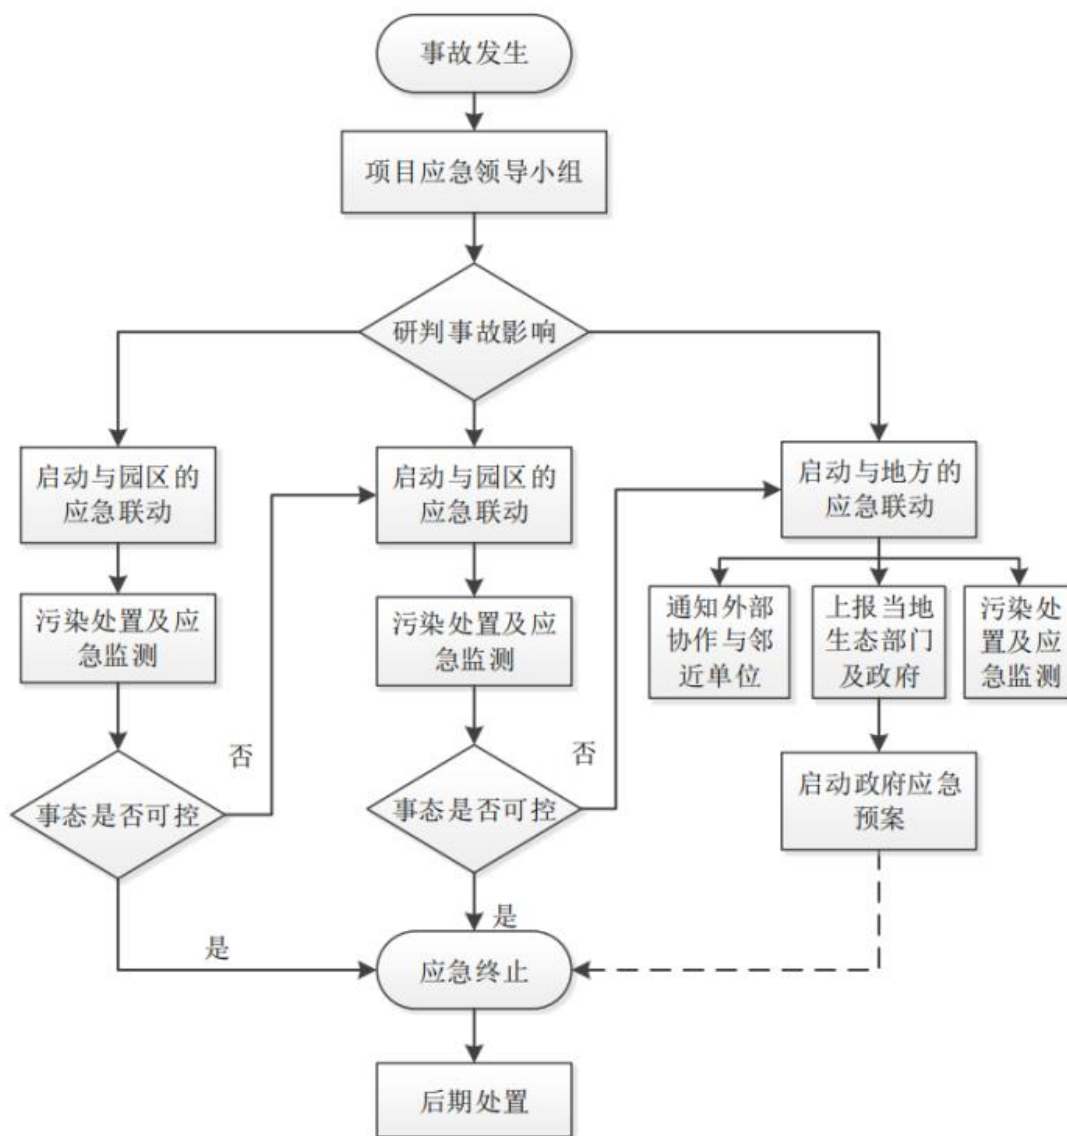 事故发生
项目应急领导小组
研判事故影响
启动与园区的
应急联动
启动与园区的
应急联动
启动与地方的
应急联动
污染处置及应
急监测
污染处置及应
急监测
通知外部
协作与邻
近单位
上报当地
生态部门
及政府
污染处
置及应
急监测
否
否
事态是否可控
事态是否可控
启动政府应急
预案
是
是
应急终止
后期处置